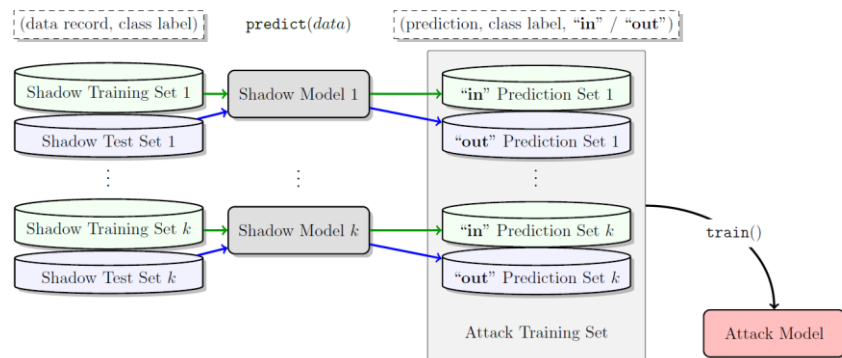 (data record, class label) predict(data) (prediction, class label, “in” / “out”)
Shadow Training Set 1 Shadow Model 1 “in” Prediction Set 1
Shadow Test Set 1 “out” Prediction Set 1
⋮ ⋮ ⋮
Shadow Training Set k Shadow Model k “in” Prediction Set k
train()
Shadow Test Set k “out” Prediction Set k
Attack Training Set Attack Model